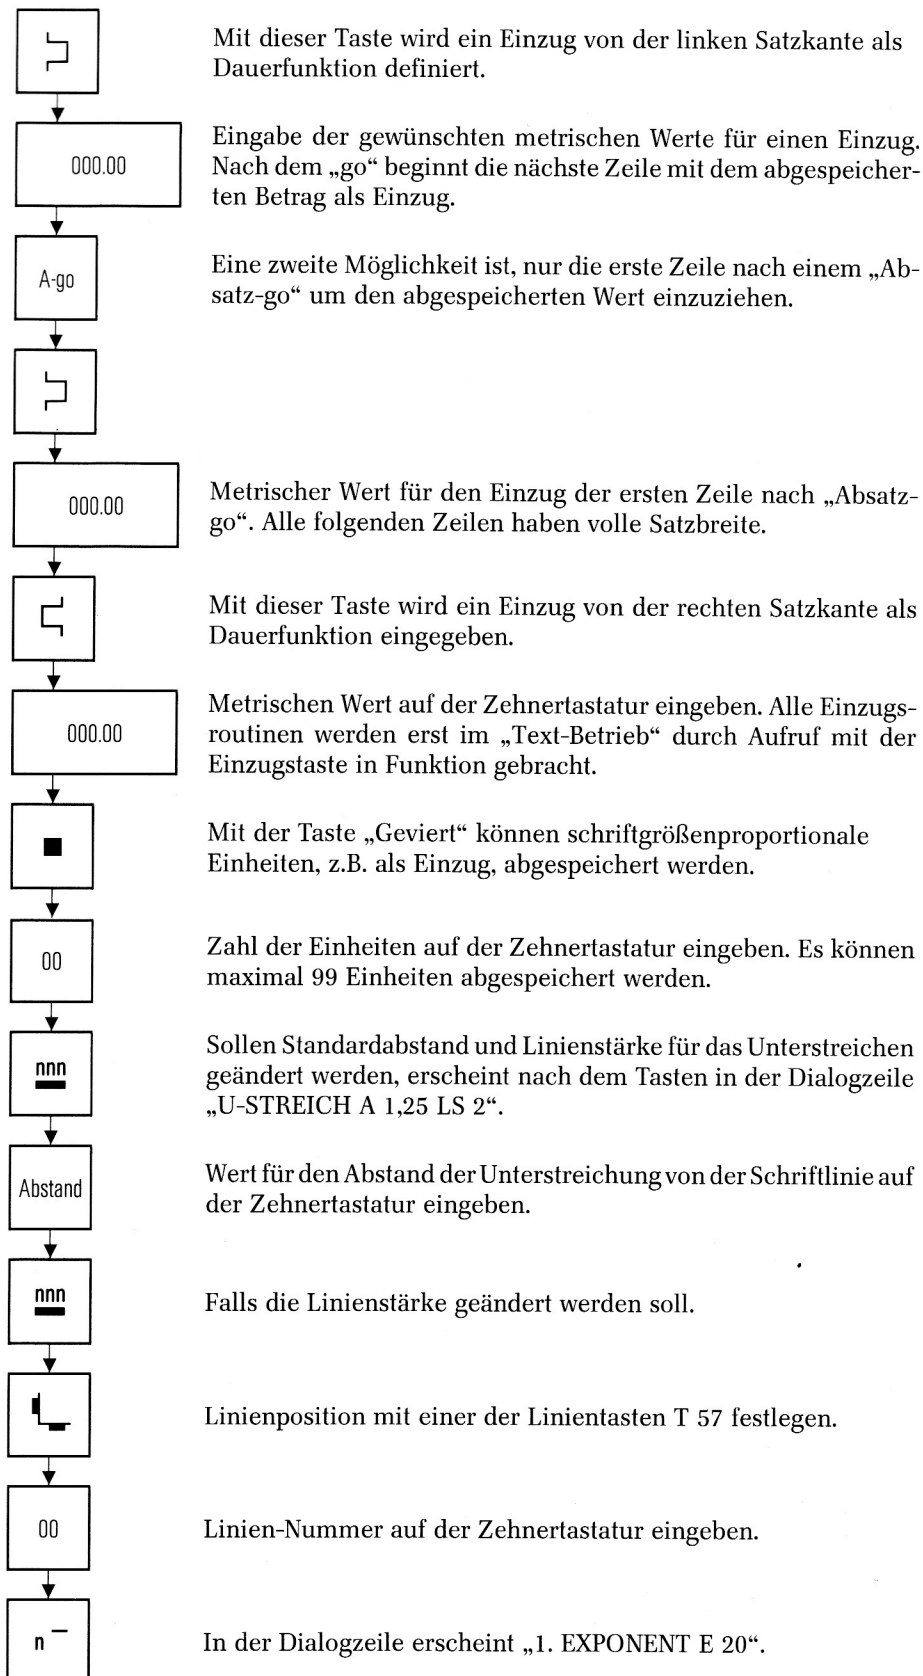 Mit dieser Taste wird ein Einzug von der linken Satzkante als
Dauerfunktion definiert.
000.00
Eingabe der gewünschten metrischen Werte für einen Einzug.
Nach dem „go“ beginnt die nächste Zeile mit dem abgespeicher-
ten Betrag als Einzug.
A-go
Eine zweite Möglichkeit ist, nur die erste Zeile nach einem „Ab-
satz-go“ um den abgespeicherten Wert einzuziehen.
000.00
Metrischer Wert für den Einzug der ersten Zeile nach „Absatz-
go“. Alle folgenden Zeilen haben volle Satzbreite.
Mit dieser Taste wird ein Einzug von der rechten Satzkante als
Dauerfunktion eingegeben.
000.00
Metrischen Wert auf der Zehnertastatur eingeben. Alle Einzugs-
routinen werden erst im „Text-Betrieb“ durch Aufruf mit der
Einzugstaste in Funktion gebracht.
Mit der Taste „Geviert“ können schriftgrößenproportionale
Einheiten, z.B. als Einzug, abgespeichert werden.
00
Zahl der Einheiten auf der Zehnertastatur eingeben. Es können
maximal 99 Einheiten abgespeichert werden.
nnn
Sollen Standardabstand und Linienstärke für das Unterstreichen
geändert werden, erscheint nach dem Tasten in der Dialogzeile
„U-STREICH A 1,25 LS 2“.
Abstand
Wert für den Abstand der Unterstreichung von der Schriftlinie auf
der Zehnertastatur eingeben.
nnn
Falls die Linienstärke geändert werden soll.
Linienposition mit einer der Linientasten T 57 festlegen.
00
Linien-Nummer auf der Zehnertastatur eingeben.
n –
In der Dialogzeile erscheint „1. EXPONENT E 20“.